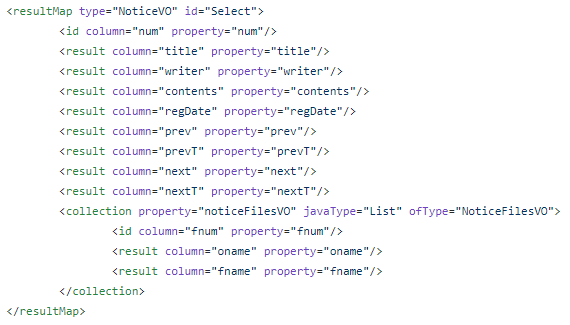 <resultMap type="NoticeVO" id="Select">
<id column="num" property="num"/>
<result column="title" property="title"/>
<result column="writer" property="writer"/>
<result column="contents" property="contents"/>
<result column="regDate" property="regDate"/>
<result column="prev" property="prev"/>
<result column="prevT" property="prevT"/>
<result column="next" property="next"/>
<result column="nextT" property="nextT"/>
<collection property="noticeFilesVO" javaType="List" ofType="NoticeFilesVO">
<id column="fnum" property="fnum"/>
<result column="oname" property="oname"/>
<result column="fname" property="fname"/>
</collection>
</resultMap>